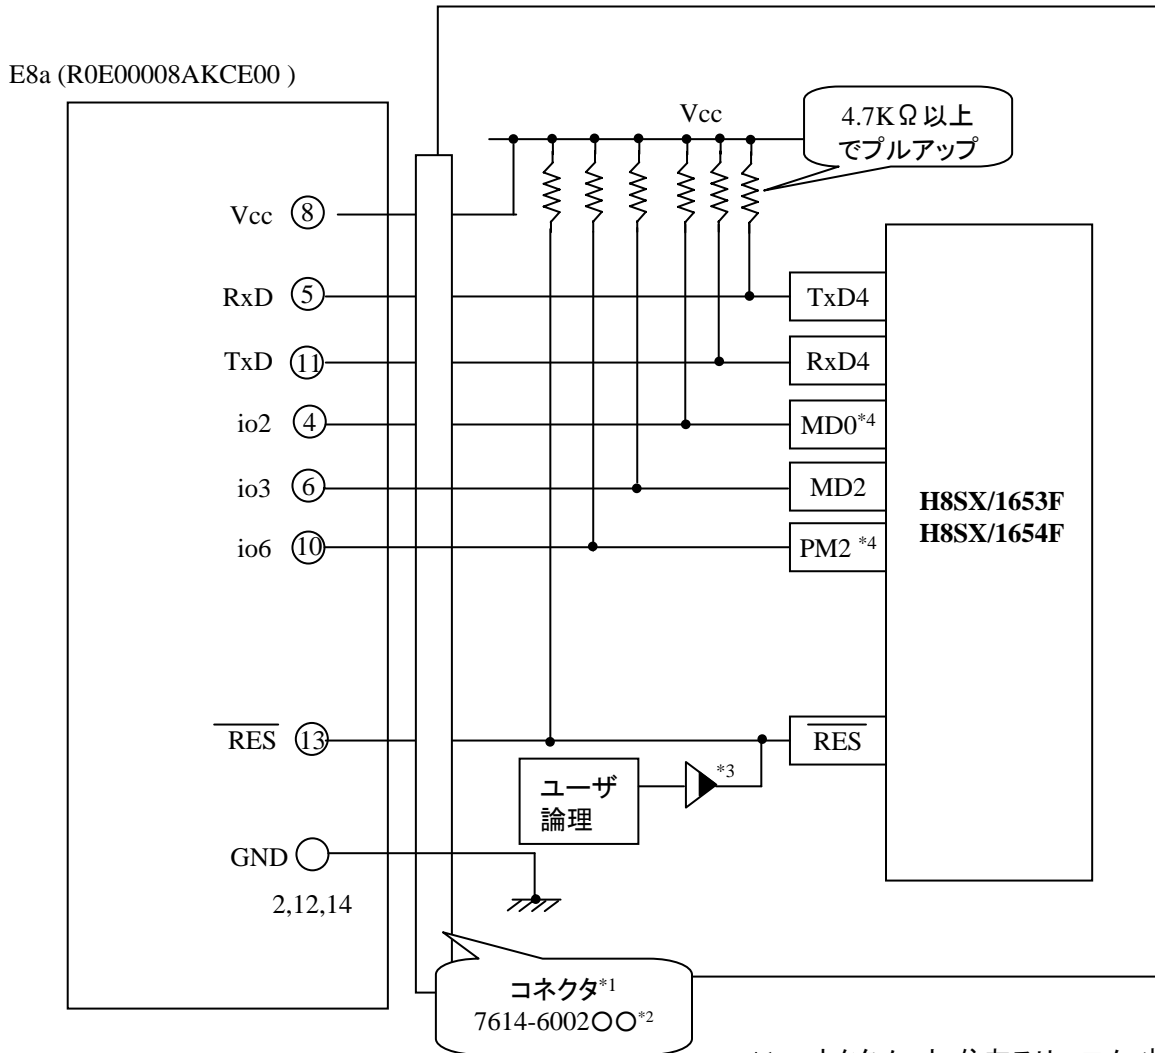 E8a (R0E00008AKCE00 )
Vcc
4.7KΩ以上
でプルアップ
Vcc ⑧
RxD ⑤
TxD4
TxD ⑪
RxD4
io2 ④
MD0*4
io3 ⑥
MD2
H8SX/1653F
H8SX/1654F
io6 ⑩
PM2 *4
RES ⑬
RES
*3
ユーザ
論理
GND
2,12,14
コネクタ*1
7614-6002〇〇*2